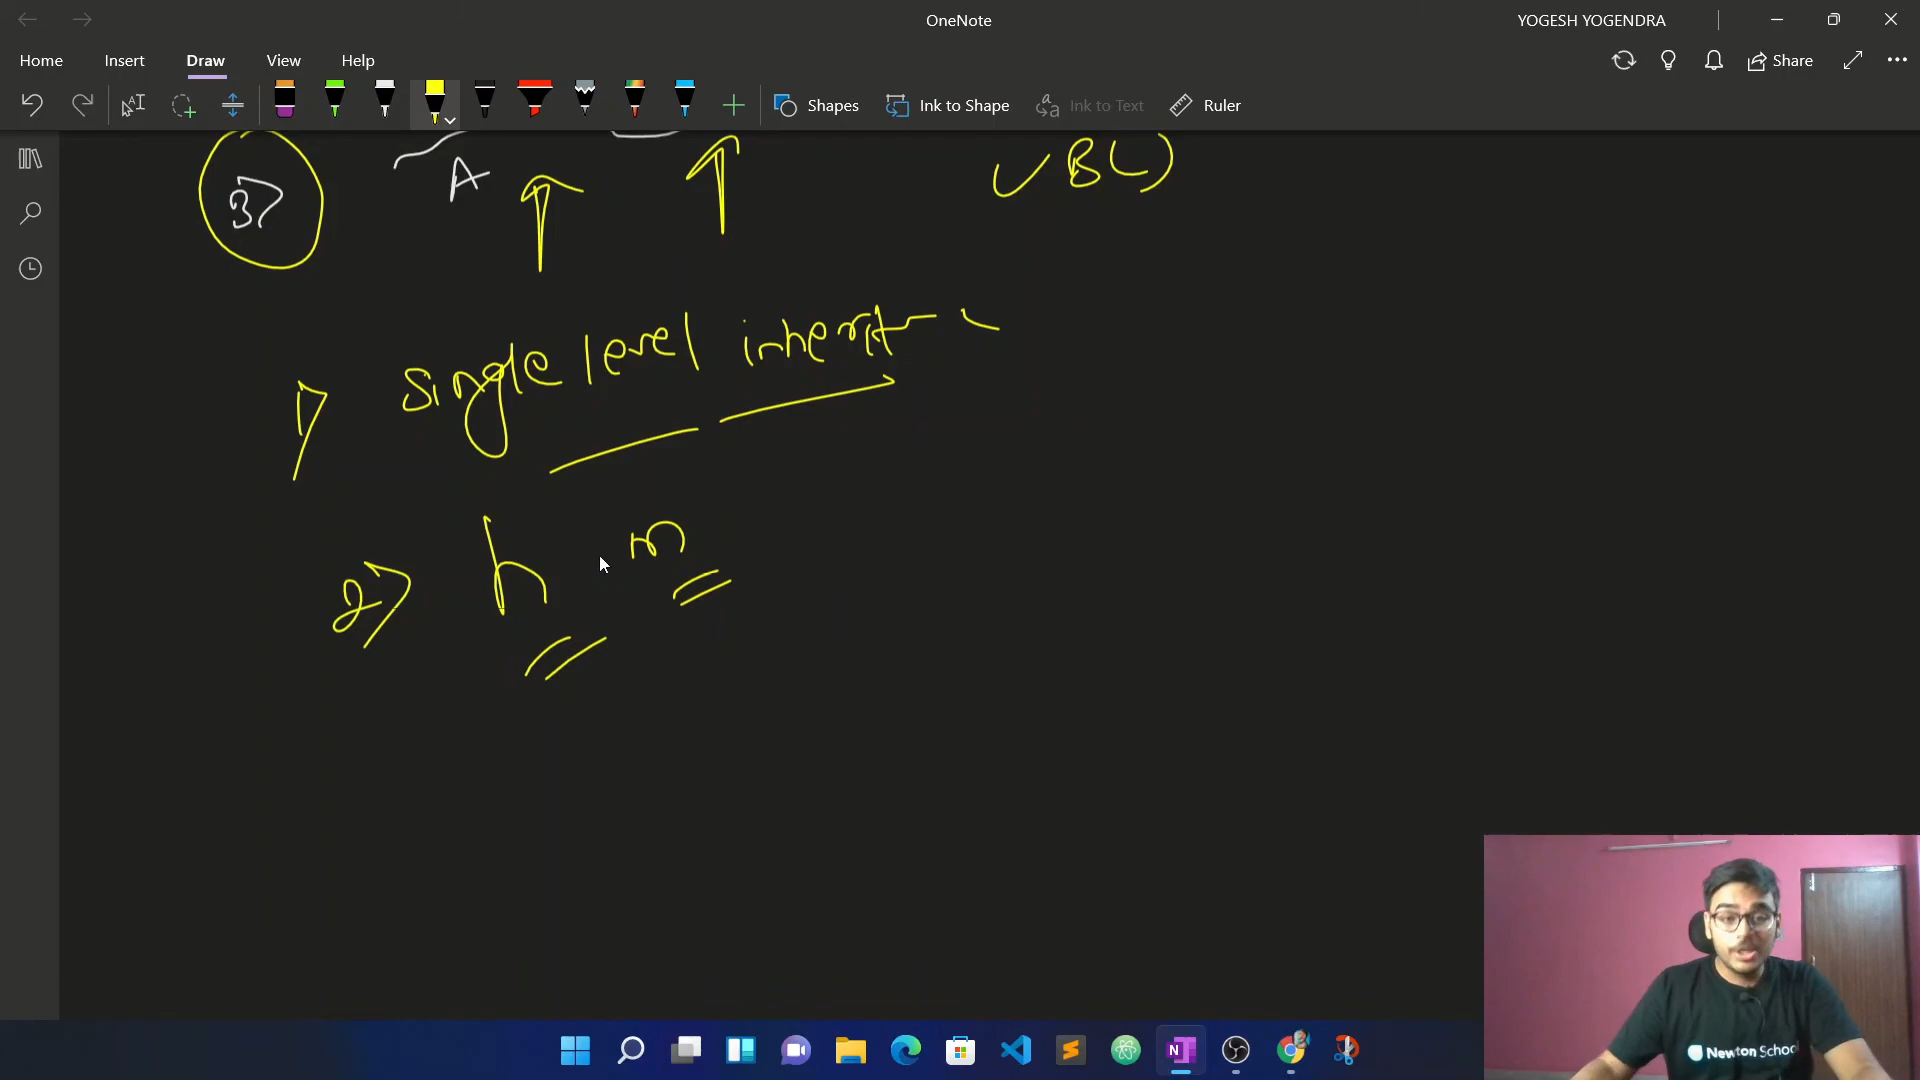 OneNote
YOGESH YOGENDRA
Home Insert Draw View Help
Share
Shapes Ink to Shape Ink to Text Ruler
3)
A
B()
1) Single level inherit
2) h m
Newton School